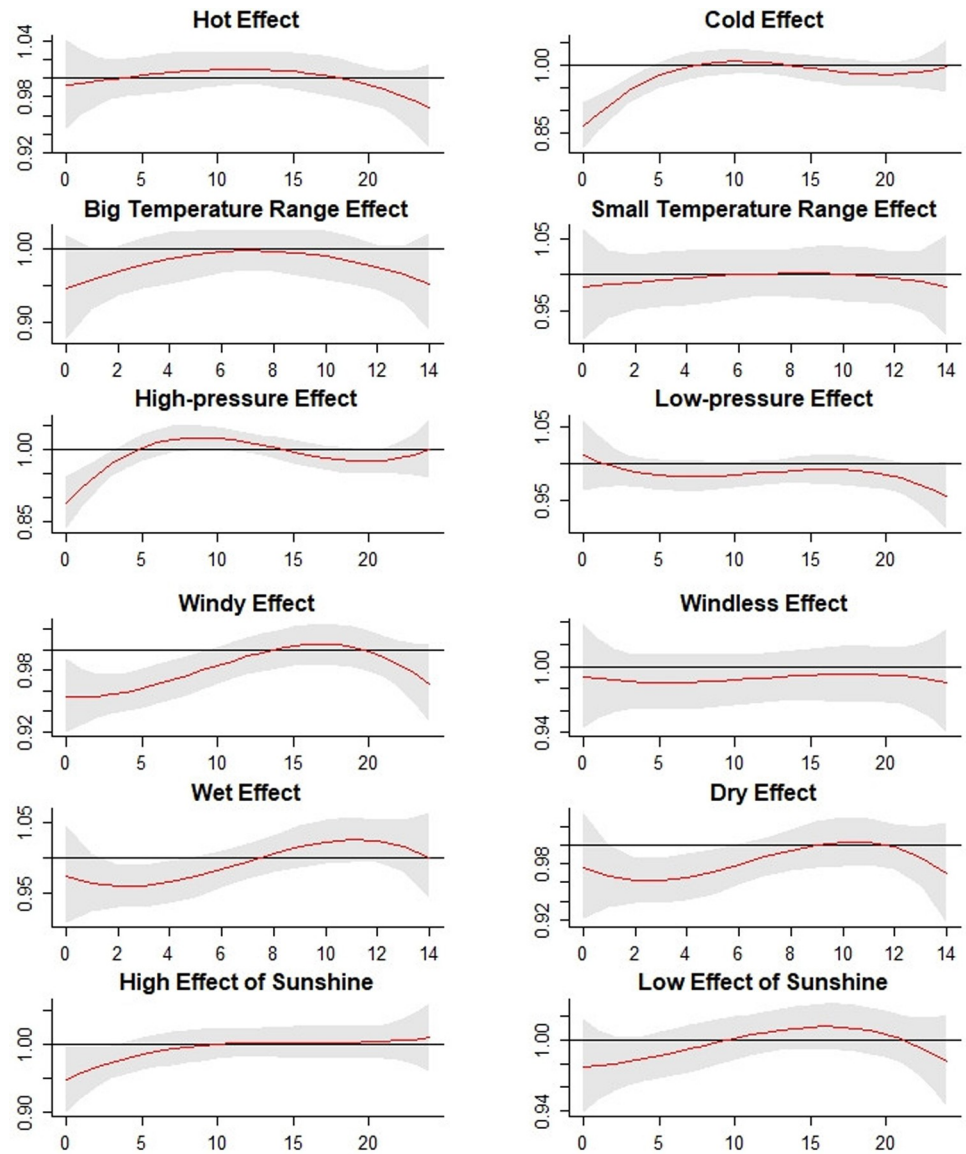 Hot Effect
1.04
0.98
0.92
0 5 10 15 20
Cold Effect
1.00
0.85
0 5 10 15 20
Big Temperature Range Effect
1.00
0.90
0 2 4 6 8 10 12 14
Small Temperature Range Effect
1.05
0.95
0 2 4 6 8 10 12 14
High-pressure Effect
1.00
0.85
0 5 10 15 20
Low-pressure Effect
1.05
0.95
0 5 10 15 20
Windy Effect
0.98
0.92
0 5 10 15 20
Windless Effect
1.00
0.94
0 5 10 15 20
Wet Effect
1.05
0.95
0 2 4 6 8 10 12 14
Dry Effect
0.98
0.92
0 2 4 6 8 10 12 14
High Effect of Sunshine
1.00
0.90
0 5 10 15 20
Low Effect of Sunshine
1.00
0.94
0 5 10 15 20